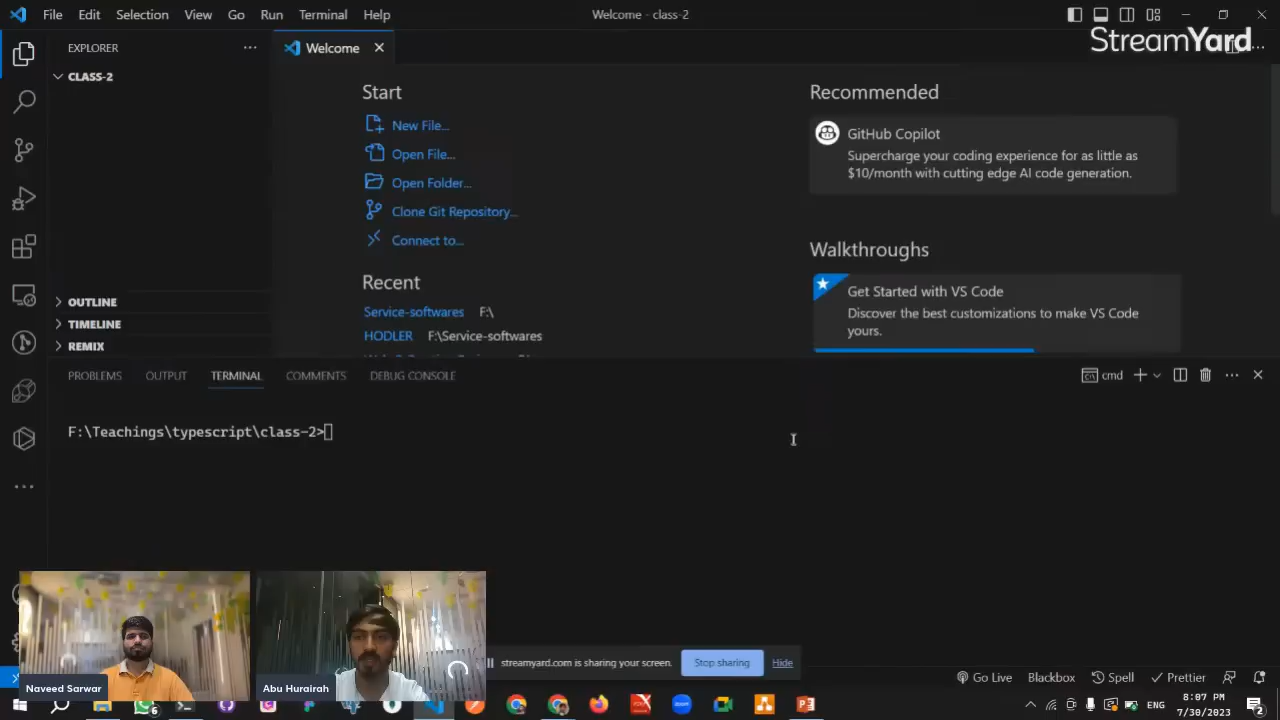 File Edit Selection View Go Run Terminal Help
Welcome - class-2
StreamYard
EXPLORER
Welcome
CLASS-2
Start
New File...
Open File...
Open Folder...
Clone Git Repository...
Connect to...
Recent
Service-softwares F:\
HODLER F:\Service-softwares
Recommended
GitHub Copilot
Supercharge your coding experience for as little as
$10/month with cutting edge AI code generation.
Walkthroughs
Get Started with VS Code
Discover the best customizations to make VS Code
yours.
OUTLINE
TIMELINE
REMIX
PROBLEMS OUTPUT TERMINAL COMMENTS DEBUG CONSOLE
cmd
F:\Teachings\typescript\class-2>
Naveed Sarwar
Abu Hurairah
streamyard.com is sharing your screen.
Stop sharing
Hide
Go Live Blackbox Spell Prettier
6
ENG
8:07 PM
7/30/2023
2